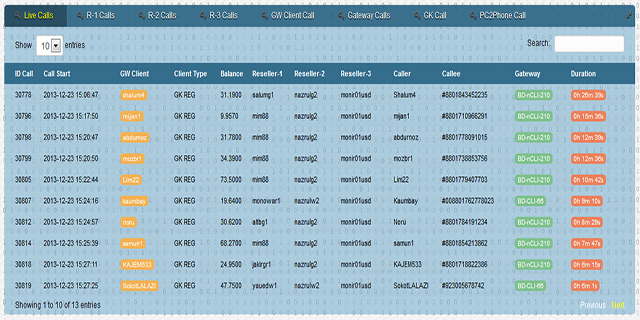 Live Calls R-1 Calls R-2 Calls R-3 Calls GW Client Call Gateway Calls GK Call PC2Phone Call
Show 10 entries Search:
ID Call Call Start GW Client Client Type Balance Reseller-1 Reseller-2 Reseller-3 Caller Callee Gateway Duration
30778 2013-12-23 15:06:47 shalum4 GK REG 31.1900 salumg1 nazrulg2 monir01usd Shalum4 #8801843452235 BD-nCLI-210 0h 26m 39s
30796 2013-12-23 15:17:50 mijan1 GK REG 9.9570 mim88 nazrulg2 monir01usd mijan1 #8801710966291 BD-nCLI-210 0h 15m 36s
30798 2013-12-23 15:20:47 abdurnoz GK REG 31.7800 mim88 nazrulg2 monir01usd abdurnoz #8801778091015 BD-nCLI-210 0h 12m 39s
30799 2013-12-23 15:20:50 mozbr1 GK REG 34.3900 mim88 nazrulg2 monir01usd mozbr1 #8801738853756 BD-nCLI-210 0h 12m 36s
30805 2013-12-23 15:22:44 Lim22 GK REG 73.5000 mim88 nazrulg2 monir01usd Lim22 #8801779407703 BD-nCLI-210 0h 10m 42s
30807 2013-12-23 15:24:16 kaumbay GK REG 19.6400 monowar1 nazrulw2 monir01usd Kaumbay #008801762778023 BD-CLI-66 0h 9m 10s
30812 2013-12-23 15:24:57 noru GK REG 30.6200 attbg1 nazrulg2 monir01usd Noru #8801784191234 BD-nCLI-210 0h 8m 29s
30814 2013-12-23 15:25:39 samun1 GK REG 68.2700 mim88 nazrulg2 monir01usd samun1 #8801854213862 BD-nCLI-210 0h 7m 47s
30818 2013-12-23 15:27:11 KAJEM533 GK REG 24.9500 jakirgr1 nazrulg2 monir01usd KAJEM533 #8801718822386 BD-nCLI-210 0h 6m 15s
30819 2013-12-23 15:27:25 SokotLALAZI GK REG 47.7500 yauedw1 nazrulw2 monir01usd SokotLALAZI #923005678742 BD-CLI-66 0h 6m 1s
Showing 1 to 10 of 13 entries Previous Next